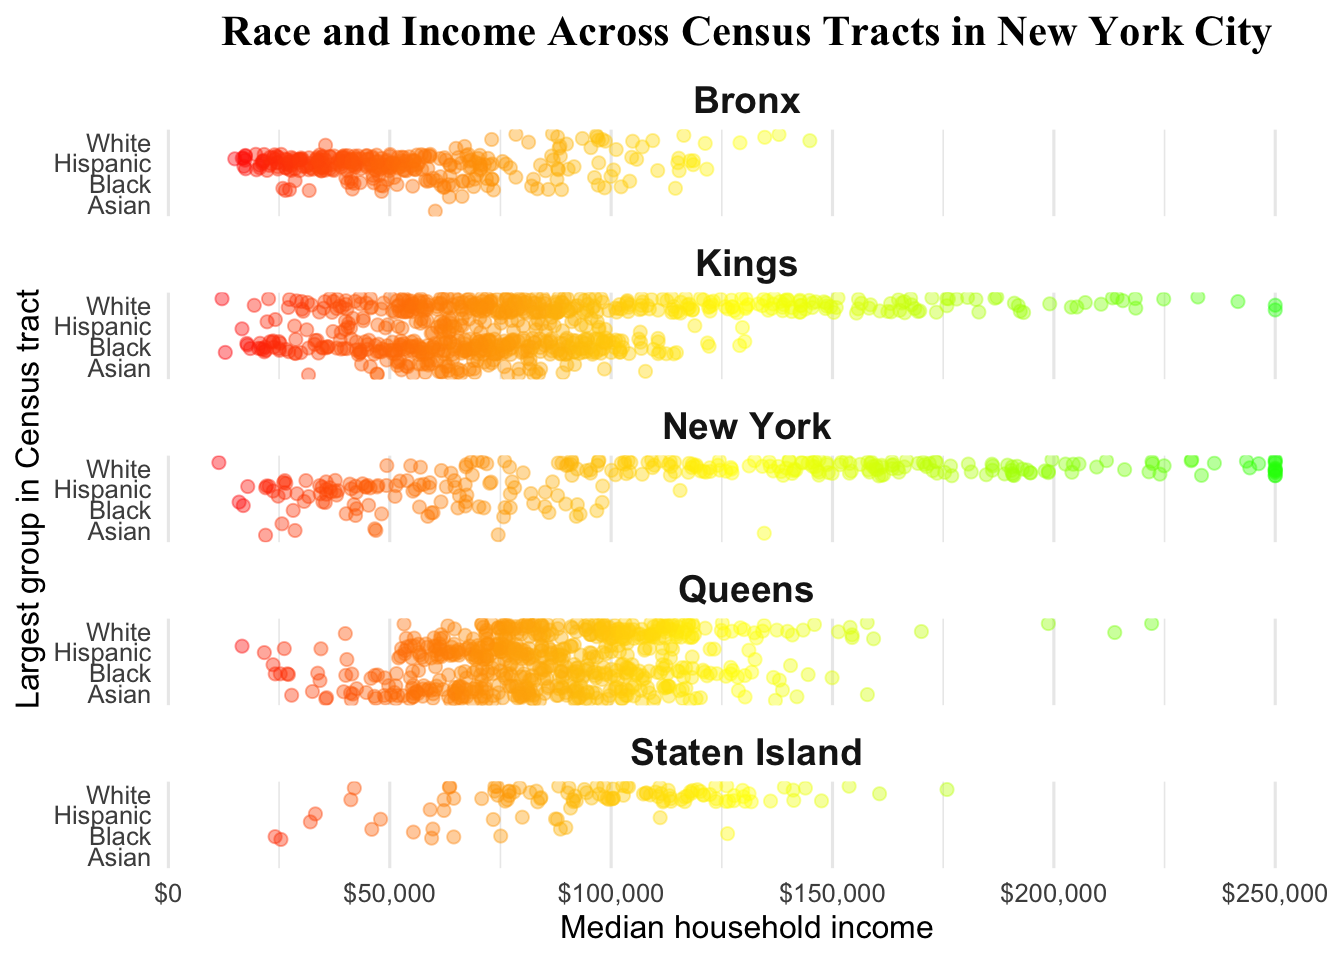 Race and Income Across Census Tracts in New York City
Bronx
White
Hispanic
Black
Asian
Kings
White
Hispanic
Black
Asian
New York
White
Hispanic
Black
Asian
Queens
White
Hispanic
Black
Asian
Staten Island
White
Hispanic
Black
Asian
Largest group in Census tract
$0 $50,000 $100,000 $150,000 $200,000 $250,000
Median household income